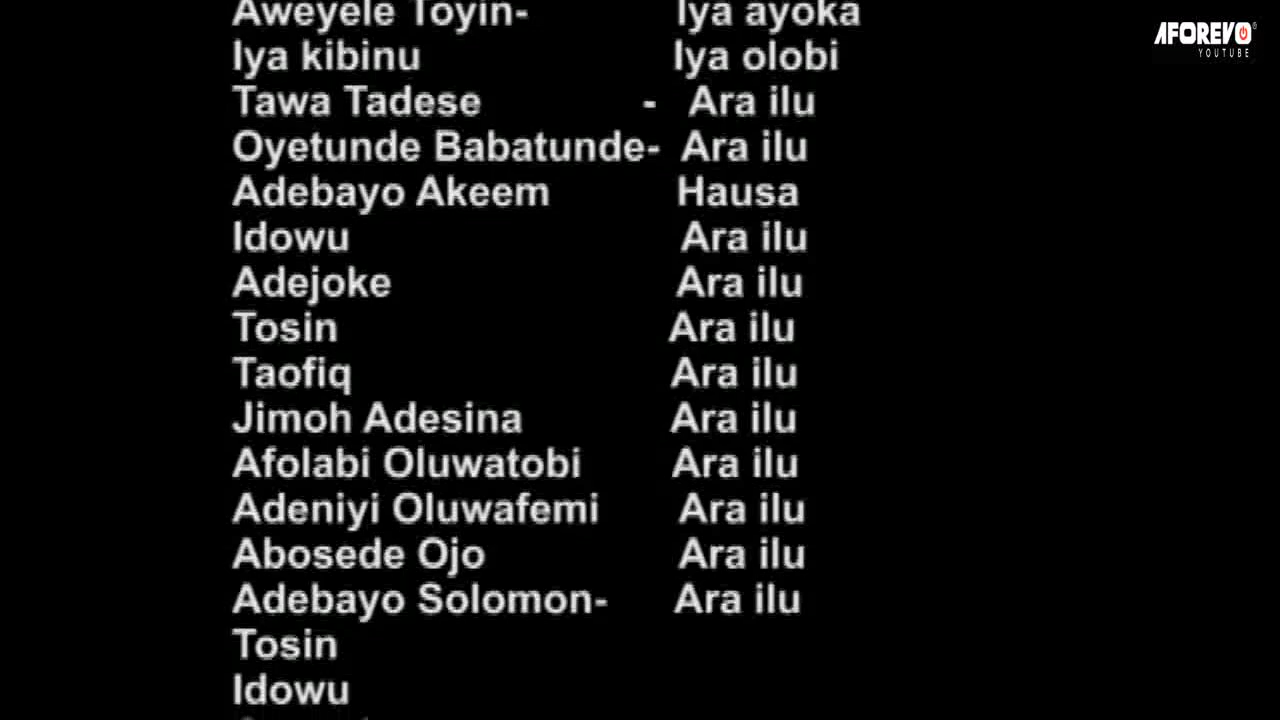 Aweyele Toyin- Iya ayoka
AFOREVO
YOUTUBE
Iya kibinu Iya olobi
Tawa Tadese - Ara ilu
Oyetunde Babatunde- Ara ilu
Adebayo Akeem Hausa
Idowu Ara ilu
Adejoke Ara ilu
Tosin Ara ilu
Taofiq Ara ilu
Jimoh Adesina Ara ilu
Afolabi Oluwatobi Ara ilu
Adeniyi Oluwafemi Ara ilu
Abosede Ojo Ara ilu
Adebayo Solomon- Ara ilu
Tosin
Idowu